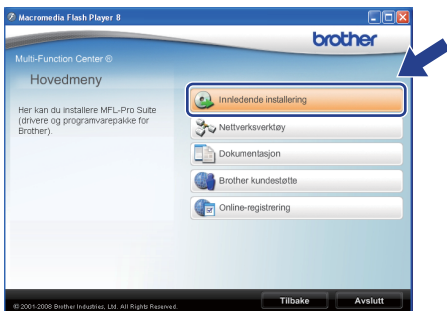 Macromedia Flash Player 8
brother
Multi-Function Center ®
Hovedmeny
Her kan du installere MFL-Pro Suite
(drivere og programvarepakke for
Brother).
Innledende installering
Nettverksverktøy
Dokumentasjon
Brother kundestøtte
Online-registrering
© 2001-2008 Brother Industries, Ltd. All Rights Reserved.
Tilbake
Avslutt